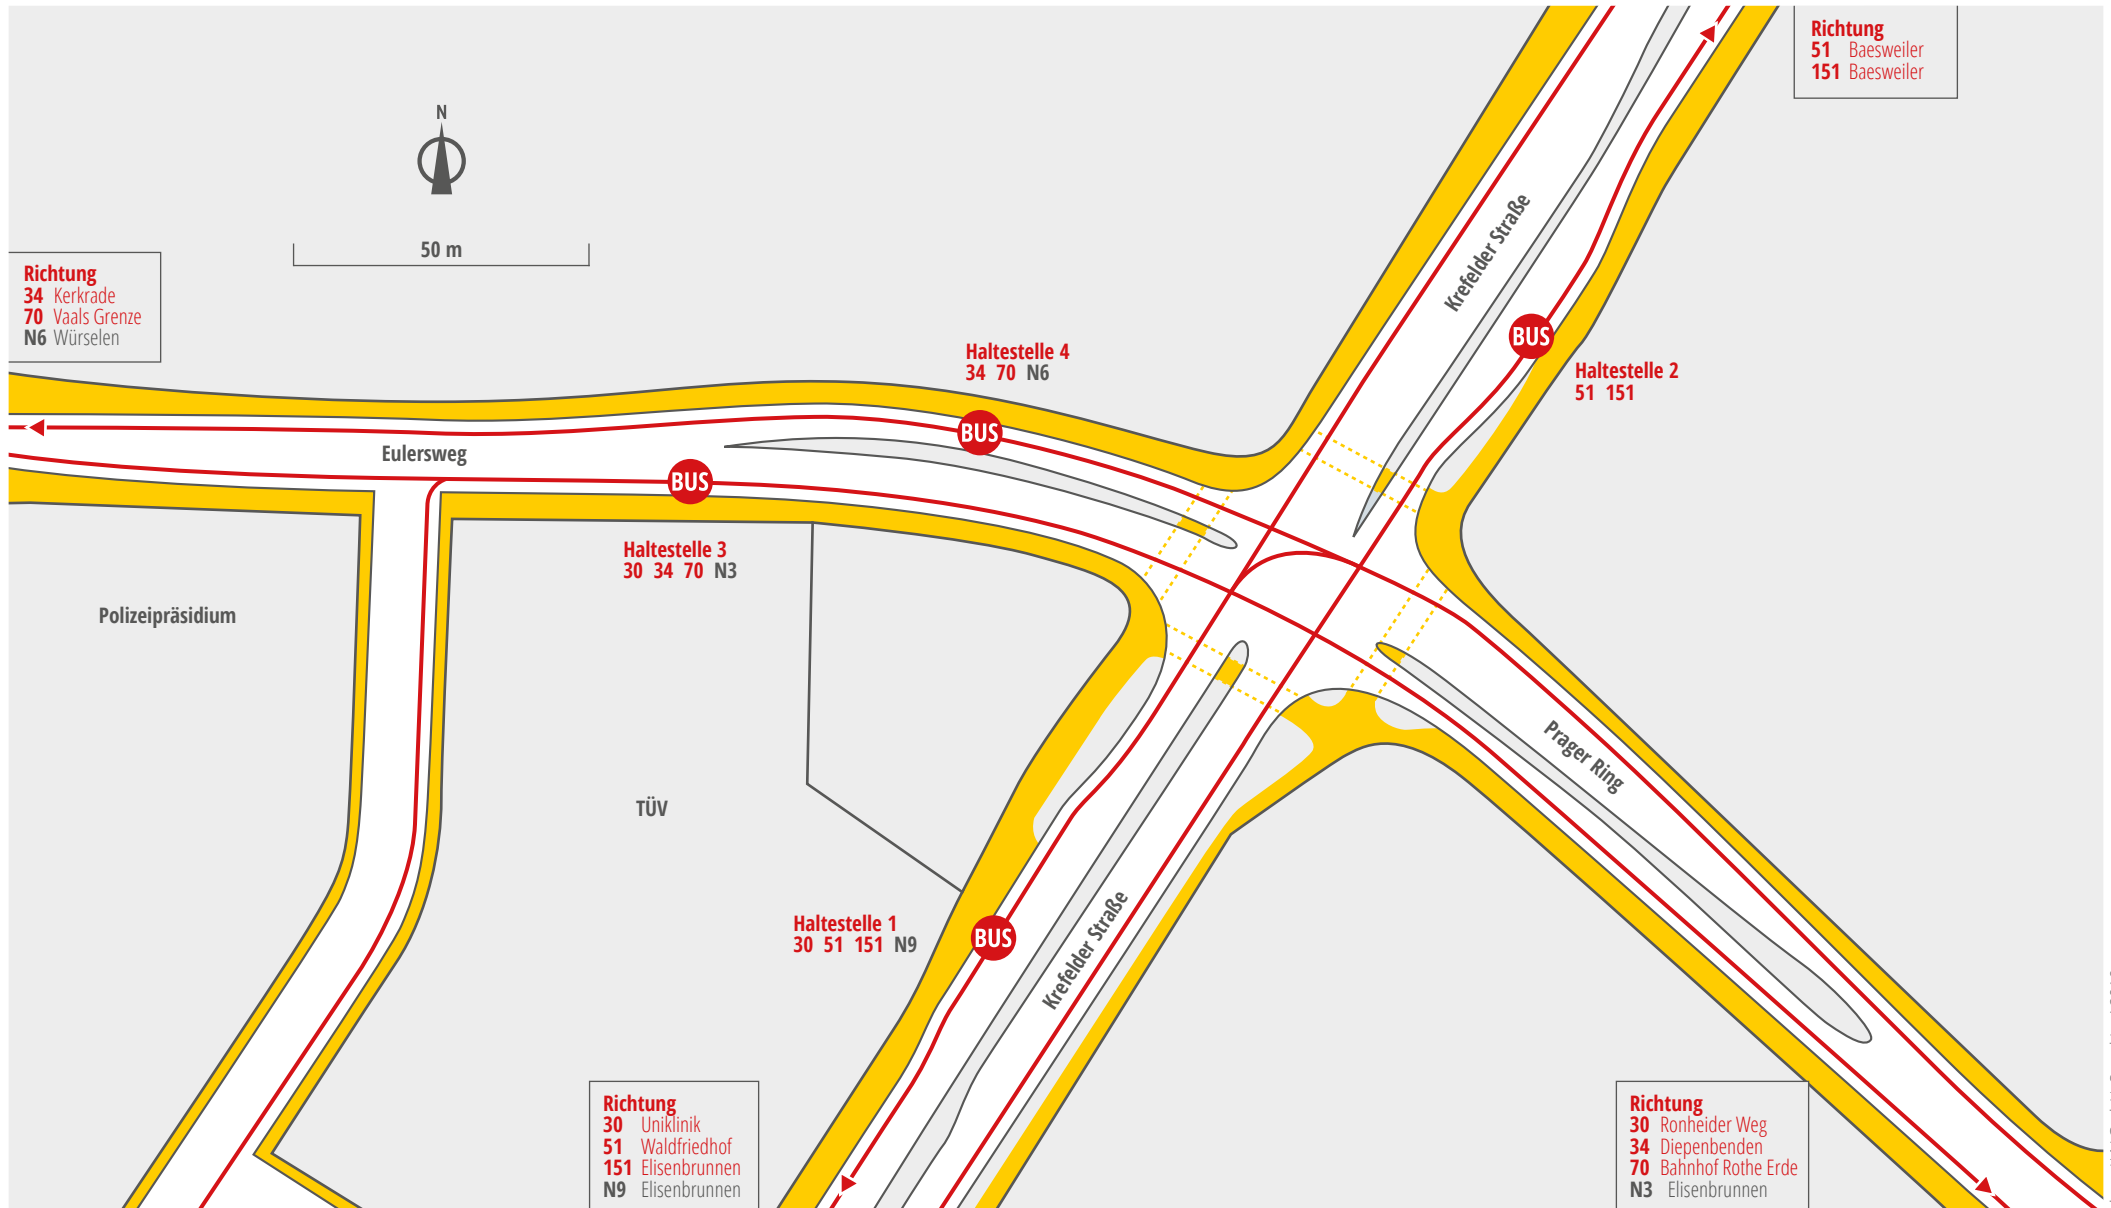 Richtung
51 Baesweiler
151 Baesweiler
N
50 m
Richtung
34 Kerkrade
70 Vaals Grenze
N6 Würselen
Krefelder Straße
BUS
Haltestelle 2
51 151
Haltestelle 4
34 70 N6
BUS
Eulersweg
BUS
Haltestelle 3
30 34 70 N3
Polizeipräsidium
TÜV
Prager Ring
Haltestelle 1
30 51 151 N9
BUS
Krefelder Straße
Richtung
30 Uniklinik
51 Waldfriedhof
151 Elisenbrunnen
N9 Elisenbrunnen
Richtung
30 Ronheider Weg
34 Diepenbenden
70 Bahnhof Rothe Erde
N3 Elisenbrunnen